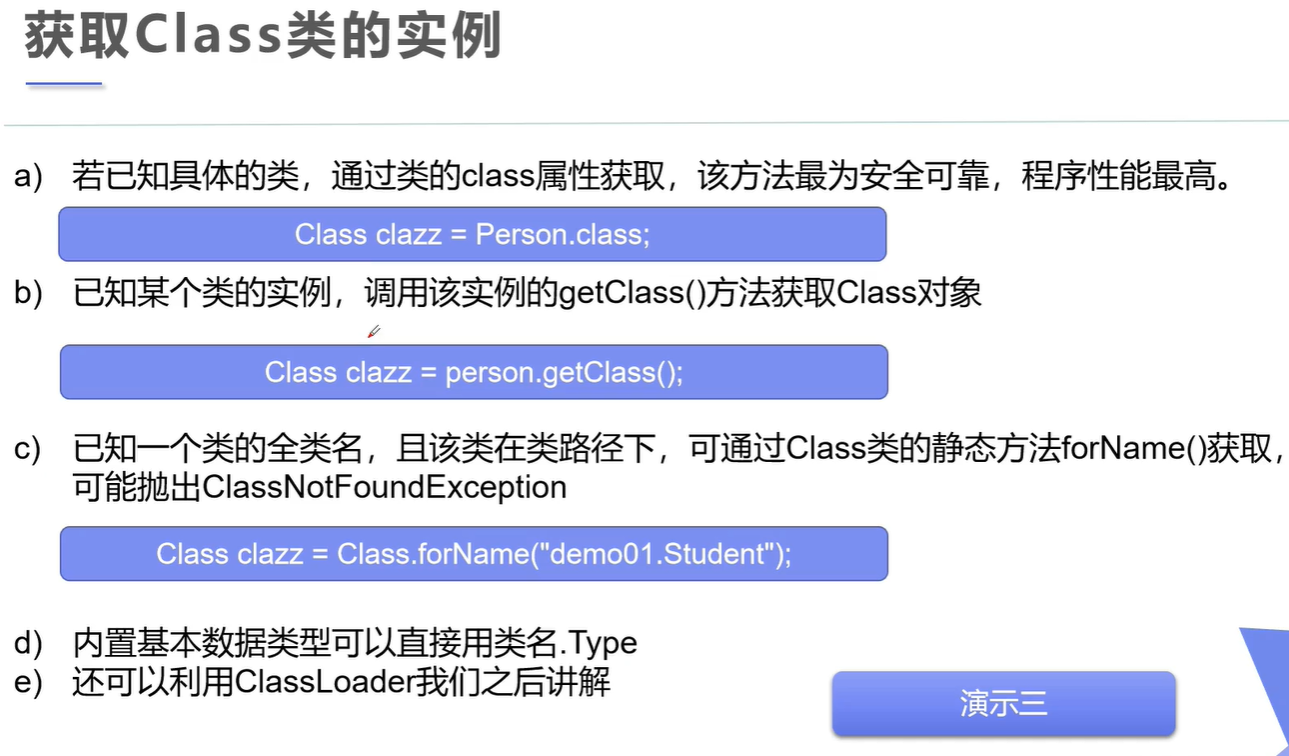 获取Class类的实例
a) 若已知具体的类，通过类的class属性获取，该方法最为安全可靠，程序性能最高。
Class clazz = Person.class;
b) 已知某个类的实例，调用该实例的getClass()方法获取Class对象
Class clazz = person.getClass();
c) 已知一个类的全类名，且该类在类路径下，可通过Class类的静态方法forName()获取，
可能抛出ClassNotFoundException
Class clazz = Class.forName("demo01.Student");
d) 内置基本数据类型可以直接用类名.Type
e) 还可以利用ClassLoader我们之后讲解
演示三